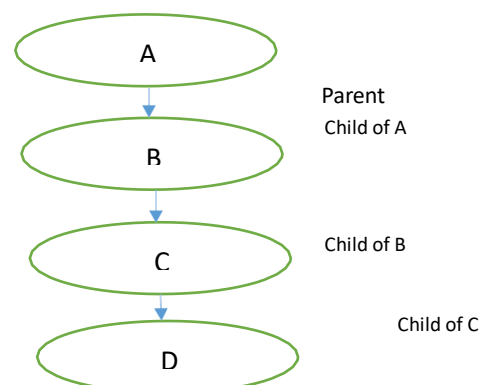 A
Parent
Child of A
B
Child of B
C
Child of C
D